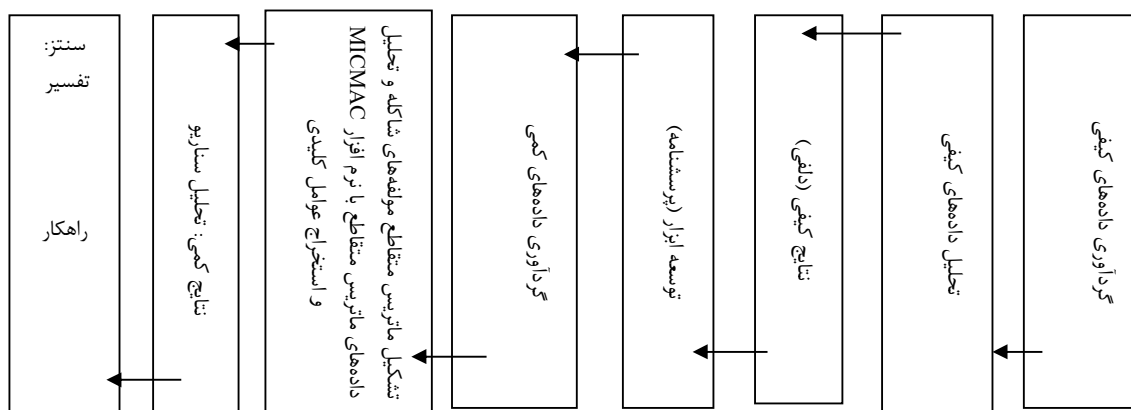 گردآوری داده‌های کیفی
تحلیل داده‌های کیفی
نتایج کیفی (دلفی)
توسعه ابزار (پرسشنامه)
گردآوری داده‌های کمی
تشکیل ماتریس متقاطع مولفه‌های شاکله و تحلیل
داده‌های ماتریس متقاطع با نرم افزار MICMAC
و استخراج عوامل کلیدی
نتایج کمی: تحلیل سناریو
سنتز:
تفسیر
راهکار